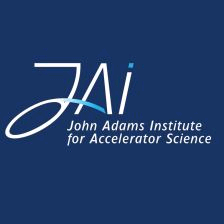 JAi
John Adams Institute
for Accelerator Science